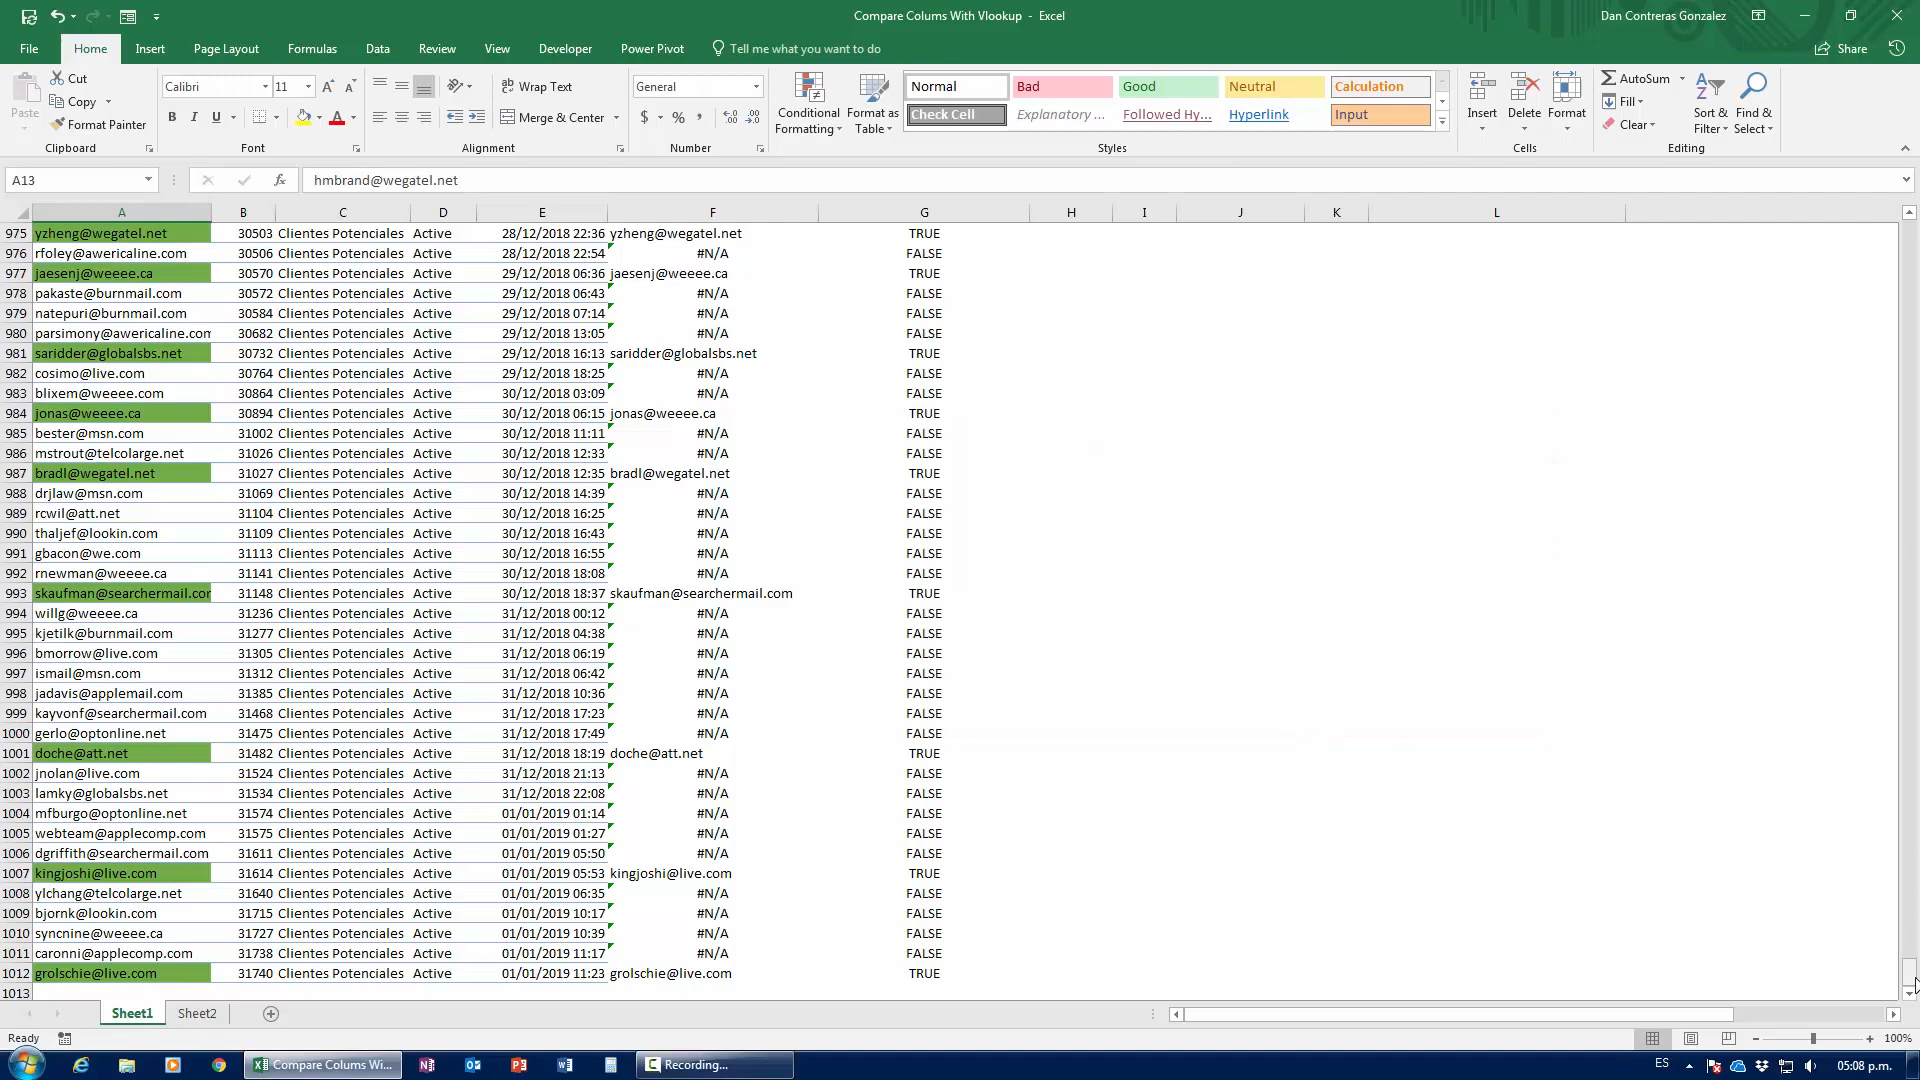 Compare Colums With Vlookup - Excel
Dan Contreras Gonzalez
File Home Insert Page Layout Formulas Data Review View Developer Power Pivot Tell me what you want to do Share
Cut
Copy
Format Painter
Paste
Calibri 11
B I U
Wrap Text
Merge & Center
General
$ % ,
Conditional Formatting
Format as Table
Normal Bad Good Neutral Calculation
Check Cell Explanatory ... Followed Hy... Hyperlink Input
Insert Delete Format
AutoSum
Fill
Clear
Sort & Filter
Find & Select
Clipboard Font Alignment Number Styles Cells Editing
A13 fx hmbrand@wegatel.net
A B C D E F G H I J K L
975 yzheng@wegatel.net 30503 Clientes Potenciales Active 28/12/2018 22:36 yzheng@wegatel.net TRUE
976 rfoley@awericaline.com 30506 Clientes Potenciales Active 28/12/2018 22:54 #N/A FALSE
977 jaesenj@weeee.ca 30570 Clientes Potenciales Active 29/12/2018 06:36 jaesenj@weeee.ca TRUE
978 pakaste@burnmail.com 30572 Clientes Potenciales Active 29/12/2018 06:43 #N/A FALSE
979 natepuri@burnmail.com 30584 Clientes Potenciales Active 29/12/2018 07:14 #N/A FALSE
980 parsimony@awericaline.com 30682 Clientes Potenciales Active 29/12/2018 13:05 #N/A FALSE
981 saridder@globalsbs.net 30732 Clientes Potenciales Active 29/12/2018 16:13 saridder@globalsbs.net TRUE
982 cosimo@live.com 30764 Clientes Potenciales Active 29/12/2018 18:25 #N/A FALSE
983 blixem@weeee.com 30864 Clientes Potenciales Active 30/12/2018 03:09 #N/A FALSE
984 jonas@weeee.ca 30894 Clientes Potenciales Active 30/12/2018 06:15 jonas@weeee.ca TRUE
985 bester@msn.com 31002 Clientes Potenciales Active 30/12/2018 11:11 #N/A FALSE
986 mstrout@telcolarge.net 31026 Clientes Potenciales Active 30/12/2018 12:33 #N/A FALSE
987 bradl@wegatel.net 31027 Clientes Potenciales Active 30/12/2018 12:35 bradl@wegatel.net TRUE
988 drjlaw@msn.com 31069 Clientes Potenciales Active 30/12/2018 14:39 #N/A FALSE
989 rcwil@att.net 31104 Clientes Potenciales Active 30/12/2018 16:25 #N/A FALSE
990 thaljef@lookin.com 31109 Clientes Potenciales Active 30/12/2018 16:43 #N/A FALSE
991 gbacon@we.com 31113 Clientes Potenciales Active 30/12/2018 16:55 #N/A FALSE
992 rnewman@weeee.ca 31141 Clientes Potenciales Active 30/12/2018 18:08 #N/A FALSE
993 skaufman@searchermail.cor 31148 Clientes Potenciales Active 30/12/2018 18:37 skaufman@searchermail.com TRUE
994 willg@weeee.ca 31236 Clientes Potenciales Active 31/12/2018 00:12 #N/A FALSE
995 kjetilk@burnmail.com 31277 Clientes Potenciales Active 31/12/2018 04:38 #N/A FALSE
996 bmorrow@live.com 31305 Clientes Potenciales Active 31/12/2018 06:19 #N/A FALSE
997 ismail@msn.com 31312 Clientes Potenciales Active 31/12/2018 06:42 #N/A FALSE
998 jadavis@applemail.com 31385 Clientes Potenciales Active 31/12/2018 10:36 #N/A FALSE
999 kayvonf@searchermail.com 31468 Clientes Potenciales Active 31/12/2018 17:23 #N/A FALSE
1000 gerlo@optonline.net 31475 Clientes Potenciales Active 31/12/2018 17:49 #N/A FALSE
1001 doche@att.net 31482 Clientes Potenciales Active 31/12/2018 18:19 doche@att.net TRUE
1002 jnolan@live.com 31524 Clientes Potenciales Active 31/12/2018 21:13 #N/A FALSE
1003 lamky@globalsbs.net 31534 Clientes Potenciales Active 31/12/2018 22:08 #N/A FALSE
1004 mfburgo@optonline.net 31574 Clientes Potenciales Active 01/01/2019 01:14 #N/A FALSE
1005 webteam@applecomp.com 31575 Clientes Potenciales Active 01/01/2019 01:27 #N/A FALSE
1006 dgriffith@searchermail.com 31611 Clientes Potenciales Active 01/01/2019 05:50 #N/A FALSE
1007 kingjoshi@live.com 31614 Clientes Potenciales Active 01/01/2019 05:53 kingjoshi@live.com TRUE
1008 ylchang@telcolarge.net 31640 Clientes Potenciales Active 01/01/2019 06:35 #N/A FALSE
1009 bjornk@lookin.com 31715 Clientes Potenciales Active 01/01/2019 10:17 #N/A FALSE
1010 syncnine@weeee.ca 31727 Clientes Potenciales Active 01/01/2019 10:39 #N/A FALSE
1011 caronni@applecomp.com 31738 Clientes Potenciales Active 01/01/2019 11:17 #N/A FALSE
1012 grolschie@live.com 31740 Clientes Potenciales Active 01/01/2019 11:23 grolschie@live.com TRUE
1013
Sheet1 Sheet2
Ready 100%
Compare Colums Wi... Recording... ES 05:08 p.m.